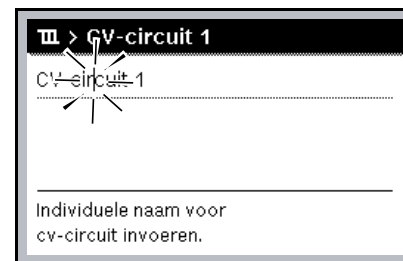 > CV-circuit 1
CV-circuit 1
Individuele naam voor
cv-circuit invoeren.